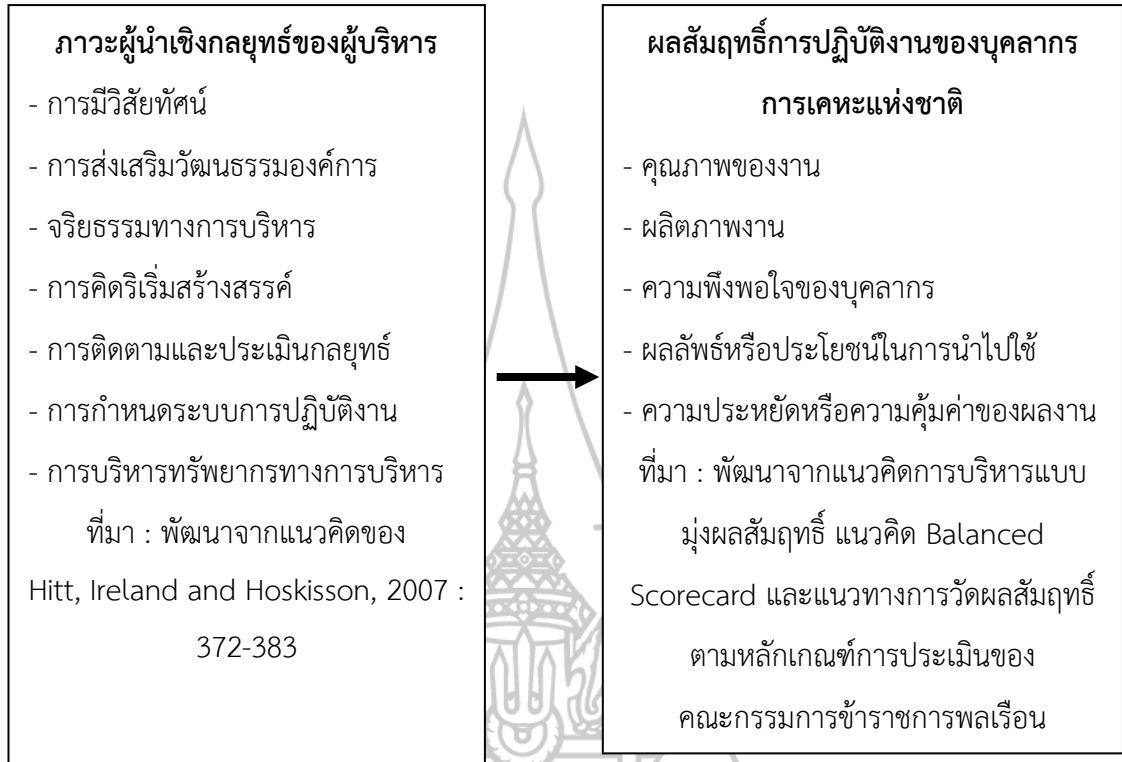 ภาวะผู้นำเชิงกลยุทธ์ของผู้บริหาร
- การมีวิสัยทัศน์
- การส่งเสริมวัฒนธรรมองค์การ
- จริยธรรมทางการบริหาร
- การคิดริเริ่มสร้างสรรค์
- การติดตามและประเมินกลยุทธ์
- การกำหนดระบบการปฏิบัติงาน
- การบริหารทรัพยากรทางการบริหาร
ที่มา : พัฒนาจากแนวคิดของ
Hitt, Ireland and Hoskisson, 2007 :
372-383
ผลสัมฤทธิ์การปฏิบัติงานของบุคลากร
การเคหะแห่งชาติ
- คุณภาพของงาน
- ผลิตภาพงาน
- ความพึงพอใจของบุคลากร
- ผลลัพธ์หรือประโยชน์ในการนำไปใช้
- ความประหยัดหรือความคุ้มค่าของผลงาน
ที่มา : พัฒนาจากแนวคิดการบริหารแบบ
มุ่งผลสัมฤทธิ์ แนวคิด Balanced
Scorecard และแนวทางการวัดผลสัมฤทธิ์
ตามหลักเกณฑ์การประเมินของ
คณะกรรมการข้าราชการพลเรือน